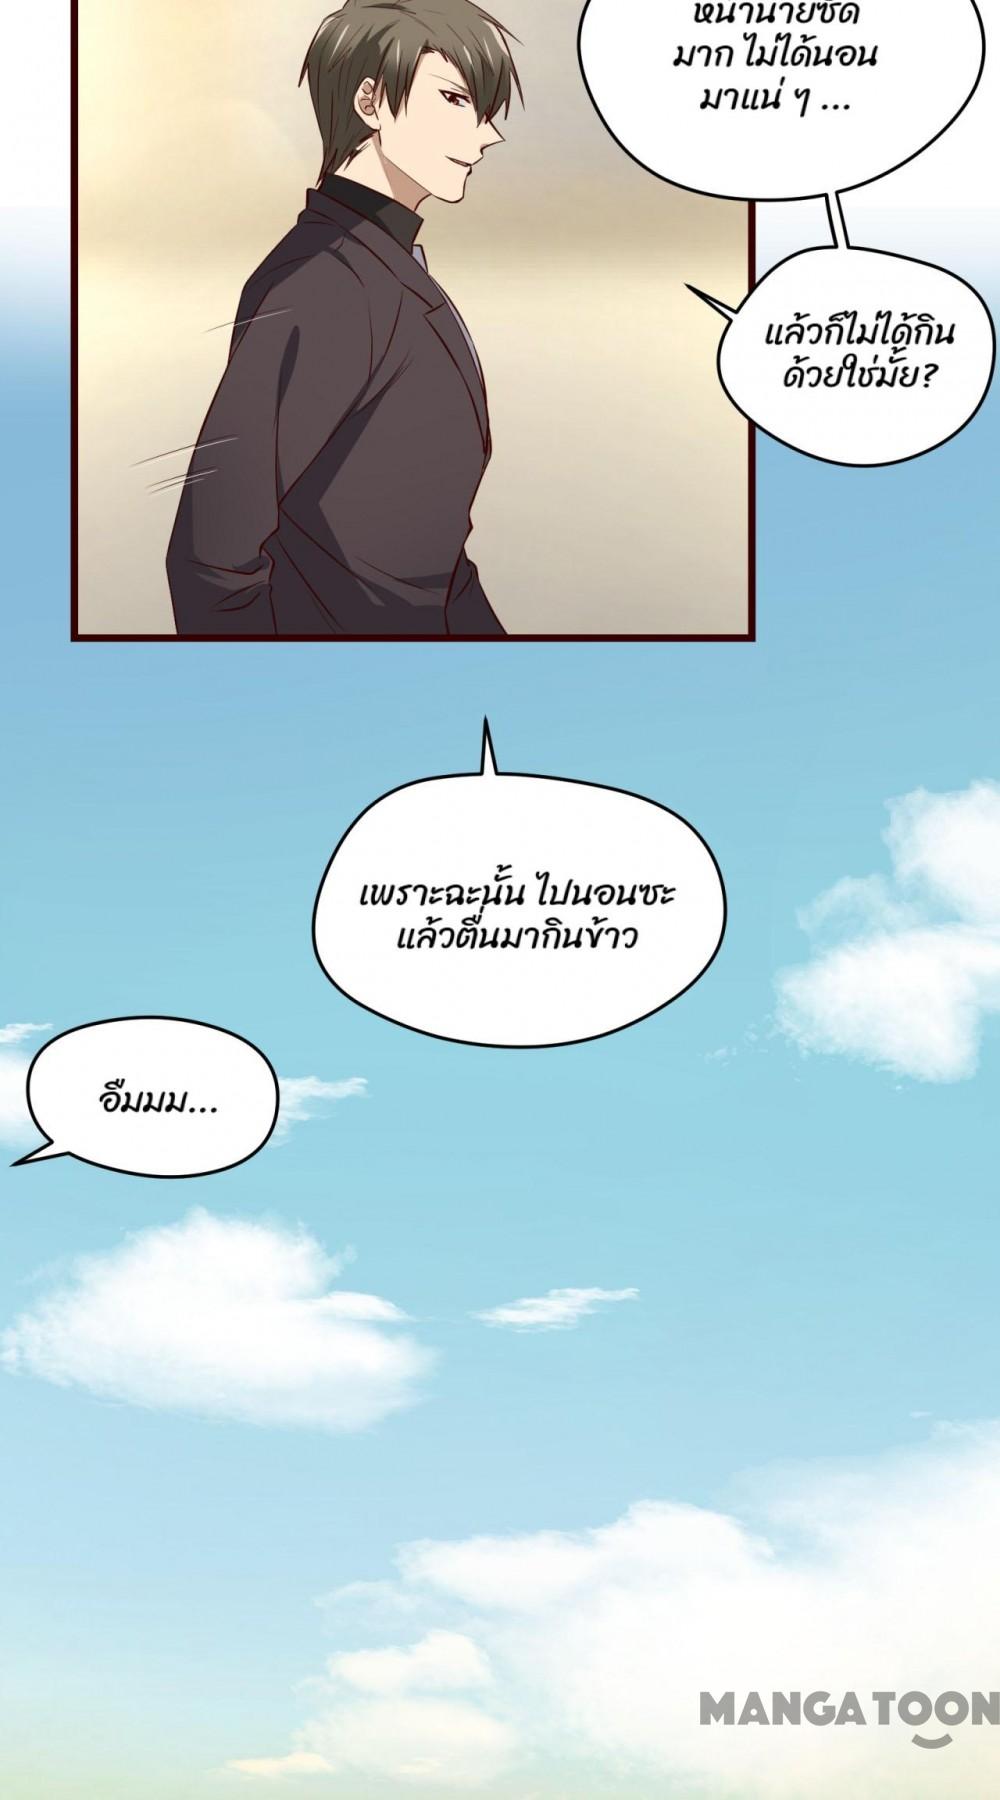 หน้านายซีด
มาก ไม่ได้นอน
มาแน่ ๆ ...
แล้วก็ไม่ได้กิน
ด้วยใช่มั้ย?
เพราะฉะนั้น ไปนอนซะ
แล้วตื่นมากินข้าว
อืมมม...
MANGATOON